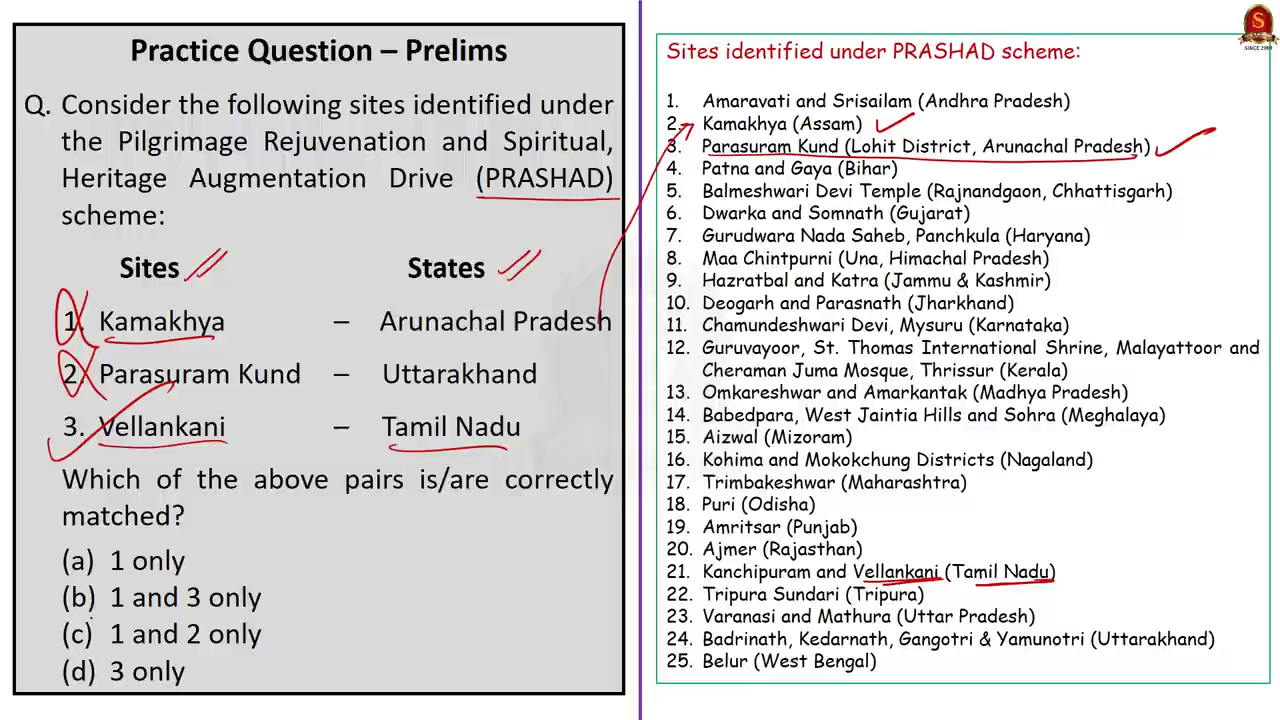 Practice Question – Prelims
Q. Consider the following sites identified under
the Pilgrimage Rejuvenation and Spiritual,
Heritage Augmentation Drive (PRASHAD)
scheme:
Sites States
1. Kamakhya – Arunachal Pradesh
2. Parasuram Kund – Uttarakhand
3. Vellankani – Tamil Nadu
Which of the above pairs is/are correctly
matched?
(a) 1 only
(b) 1 and 3 only
(c) 1 and 2 only
(d) 3 only
Sites identified under PRASHAD scheme:
1. Amaravati and Srisailam (Andhra Pradesh)
2. Kamakhya (Assam)
3. Parasuram Kund (Lohit District, Arunachal Pradesh)
4. Patna and Gaya (Bihar)
5. Balmeshwari Devi Temple (Rajnandgaon, Chhattisgarh)
6. Dwarka and Somnath (Gujarat)
7. Gurudwara Nada Saheb, Panchkula (Haryana)
8. Maa Chintpurni (Una, Himachal Pradesh)
9. Hazratbal and Katra (Jammu & Kashmir)
10. Deogarh and Parasnath (Jharkhand)
11. Chamundeshwari Devi, Mysuru (Karnataka)
12. Guruvayoor, St. Thomas International Shrine, Malayattoor and
Cheraman Juma Mosque, Thrissur (Kerala)
13. Omkareshwar and Amarkantak (Madhya Pradesh)
14. Babedpara, West Jaintia Hills and Sohra (Meghalaya)
15. Aizwal (Mizoram)
16. Kohima and Mokokchung Districts (Nagaland)
17. Trimbakeshwar (Maharashtra)
18. Puri (Odisha)
19. Amritsar (Punjab)
20. Ajmer (Rajasthan)
21. Kanchipuram and Vellankani (Tamil Nadu)
22. Tripura Sundari (Tripura)
23. Varanasi and Mathura (Uttar Pradesh)
24. Badrinath, Kedarnath, Gangotri & Yamunotri (Uttarakhand)
25. Belur (West Bengal)
S
SINCE 2004